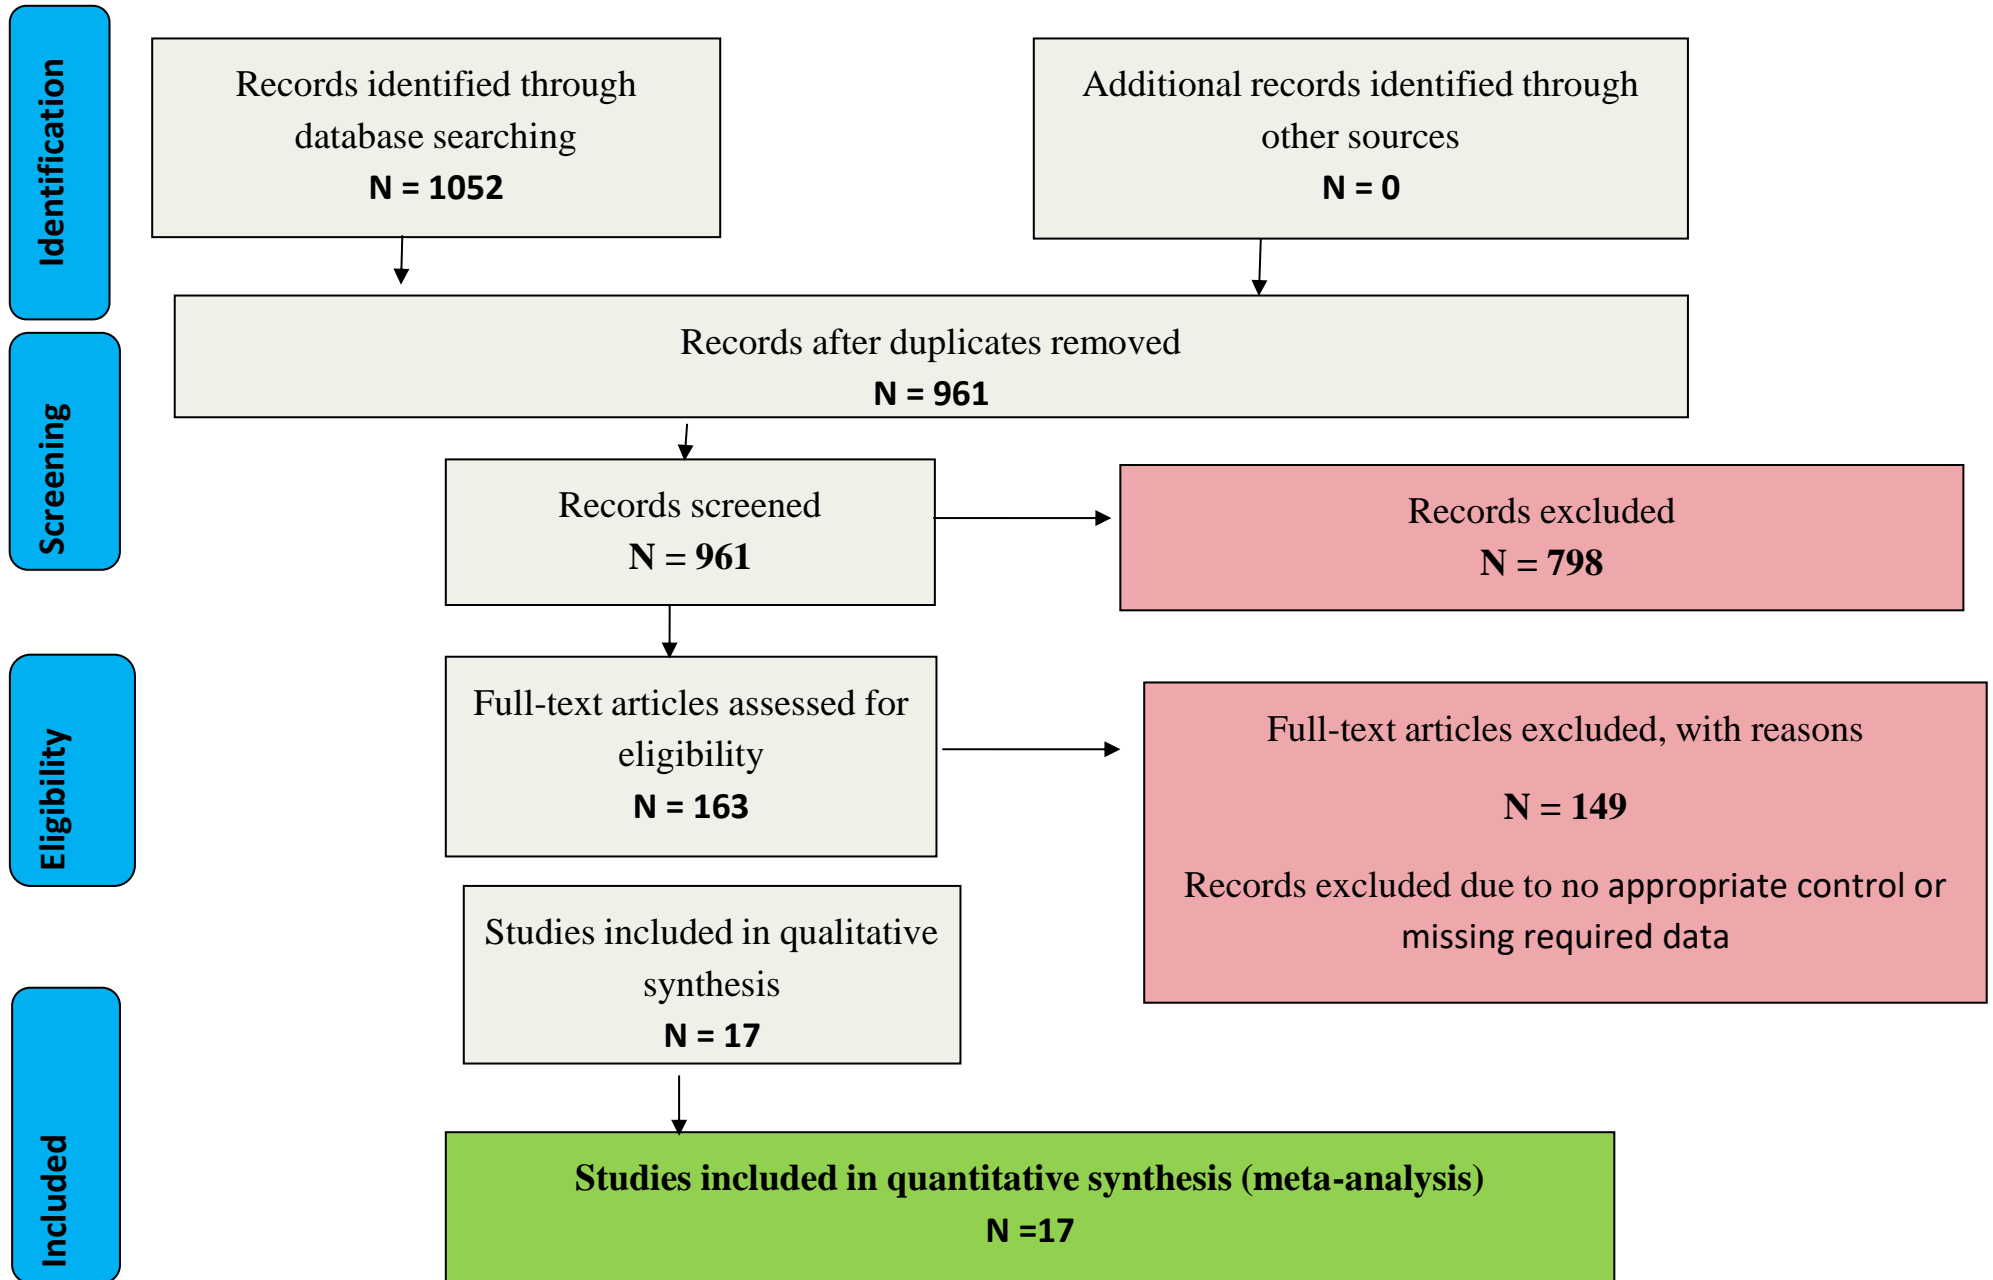 Identification
Records identified through
database searching
N = 1052
Additional records identified through
other sources
N = 0
Records after duplicates removed
N = 961
Screening
Records screened
N = 961
Records excluded
N = 798
Eligibility
Full-text articles assessed for
eligibility
N = 163
Full-text articles excluded, with reasons
N = 149
Records excluded due to no appropriate control or
missing required data
Studies included in qualitative
synthesis
N = 17
Included
Studies included in quantitative synthesis (meta-analysis)
N =17